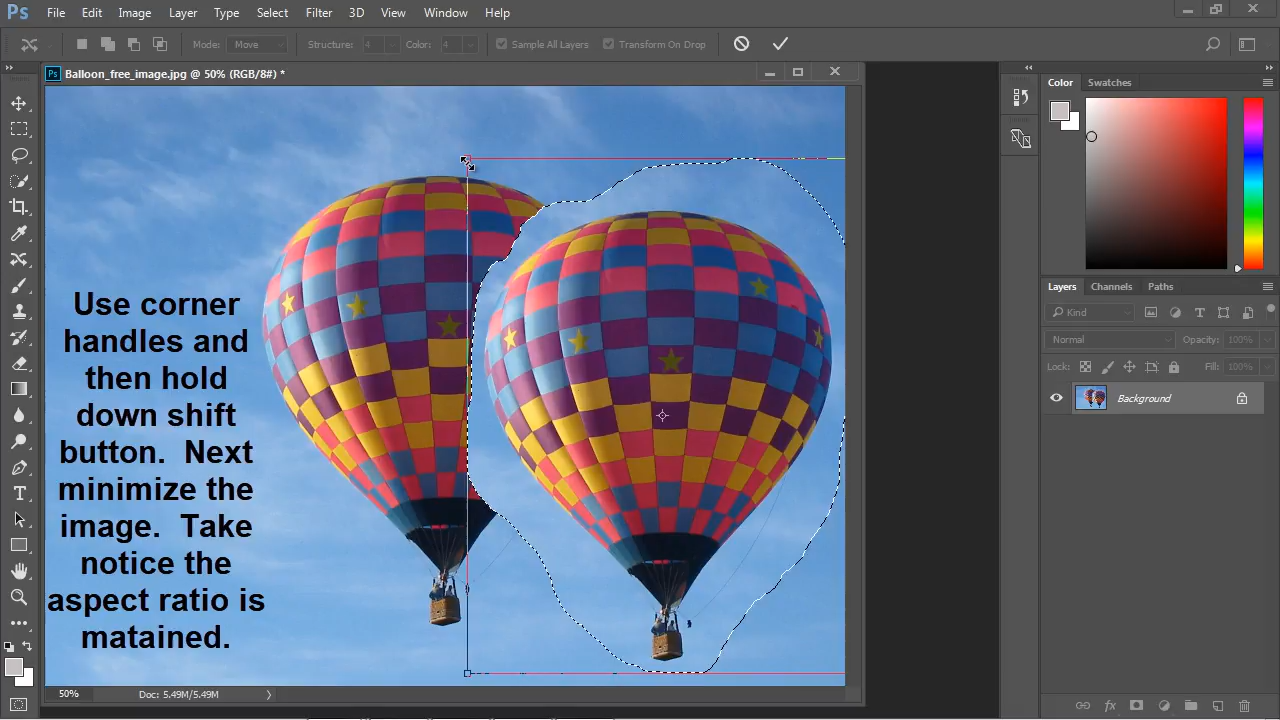 Ps File Edit Image Layer Type Select Filter 3D View Window Help
Mode: Move Structure: 4 Color: 4 Sample All Layers Transform On Drop
Ps Balloon_free_image.jpg @ 50% (RGB/8#) *
Color Swatches
Use corner
handles and
then hold
down shift
button. Next
minimize the
image. Take
notice the
aspect ratio is
matained.
Layers Channels Paths
Kind
Normal Opacity: 100%
Lock: Fill: 100%
Background
50% Doc: 5.49M/5.49M
fx